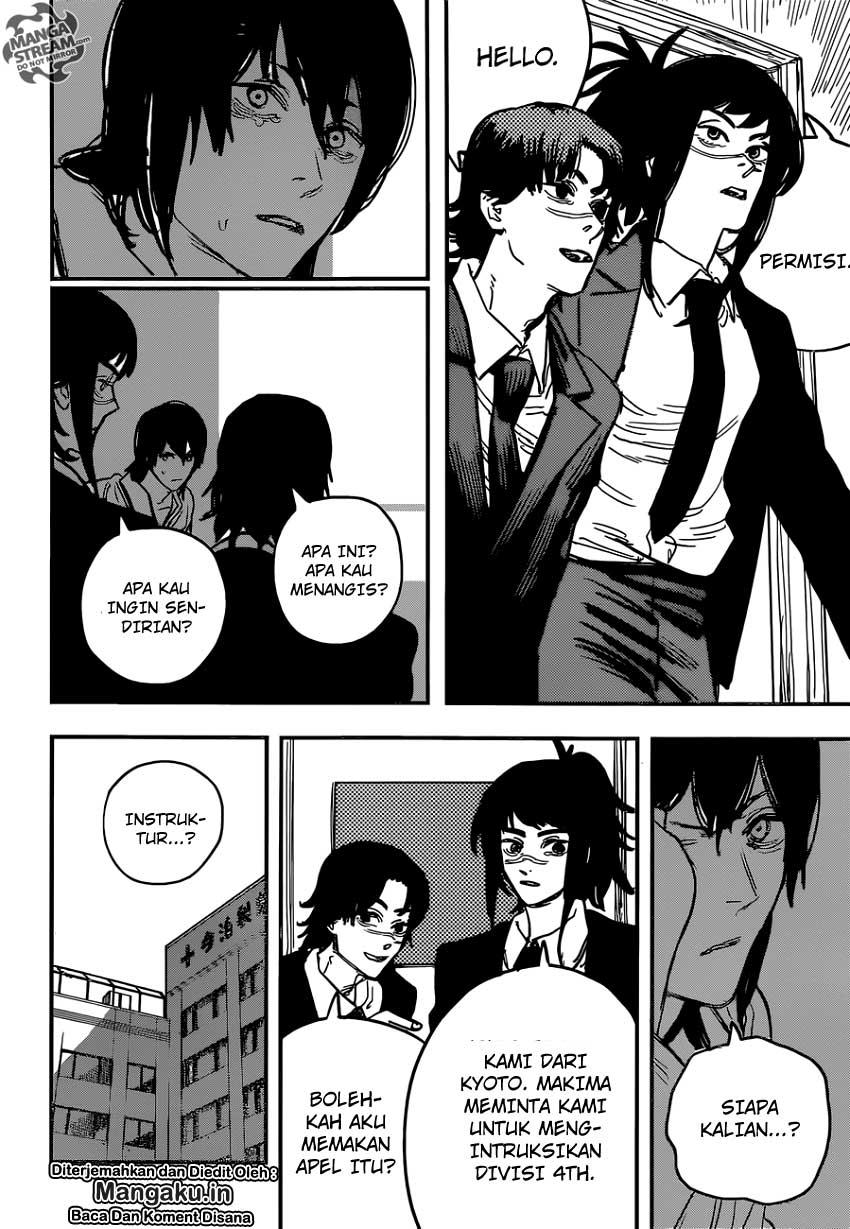 MANGA
STREAM.com
DO NOT MIRROR
HELLO.
PERMISI.
APA INI?
APA KAU
MENANGIS?
APA KAU
INGIN SEN-
DIRIAN?
SIAPA
KALIAN...?
KAMI DARI
KYOTO. MAKIMA
MEMINTA KAMI
UNTUK MENG-
INTRUKSIKAN
DIVISI 4TH.
BOLEH-
KAH AKU
MEMAKAN
APEL ITU?
INSTRUK-
TUR...?
Diterjemahkan dan Diedit Oleh :
Mangaku.in
Baca Dan Koment Disana